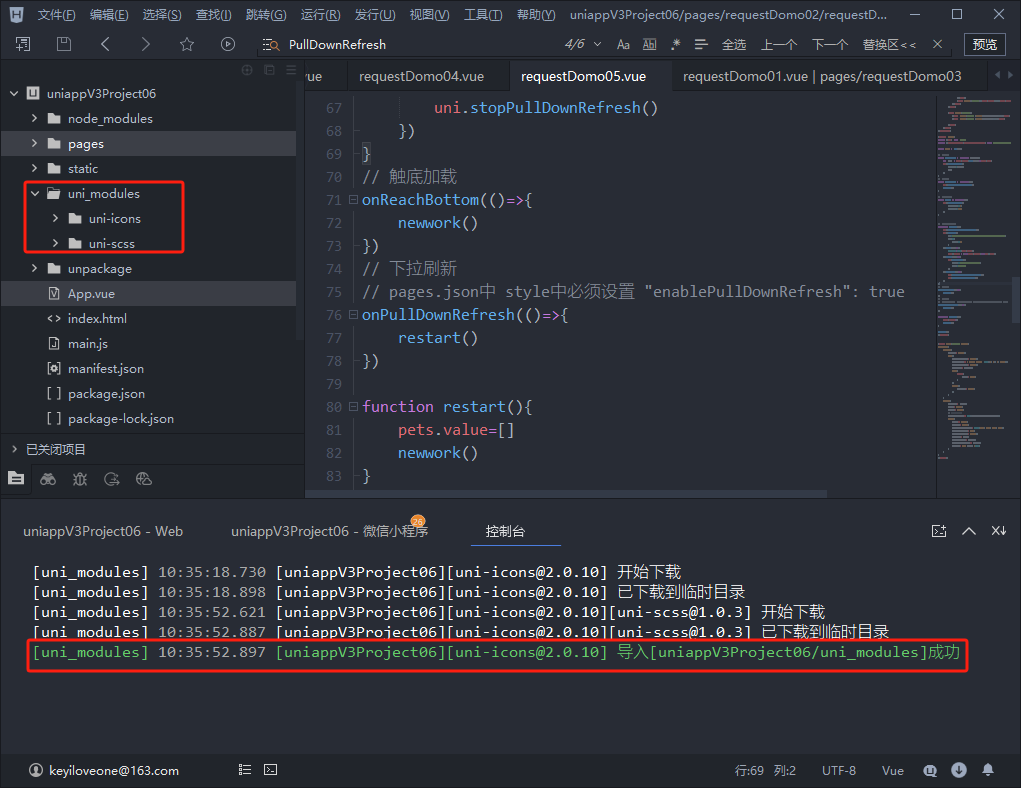 文件(F) 编辑(E) 选择(S) 查找(I) 跳转(G) 运行(R) 发行(U) 视图(V) 工具(T) 帮助(Y) uniappV3Project06/pages/requestDomo02/requestD...
PullDownRefresh 4/6 Aa Ab .* 全选 上一个 下一个 替换区<< 预览
vue requestDomo04.vue requestDomo05.vue requestDomo01.vue | pages/requestDomo03
uniappV3Project06
node_modules
pages
static
uni_modules
uni-icons
uni-scss
unpackage
App.vue
index.html
main.js
manifest.json
package.json
package-lock.json
已关闭项目
67 uni.stopPullDownRefresh()
68 })
69 }
70 // 触底加载
71 onReachBottom(()=>{
72 newwork()
73 })
74 // 下拉刷新
75 // pages.json中 style中必须设置 "enablePullDownRefresh": true
76 onPullDownRefresh(()=>{
77 restart()
78 })
79
80 function restart(){
81 pets.value=[]
82 newwork()
83 }
uniappV3Project06 - Web uniappV3Project06 - 微信小程序 26 控制台
[uni_modules] 10:35:18.730 [uniappV3Project06][uni-icons@2.0.10] 开始下载
[uni_modules] 10:35:18.898 [uniappV3Project06][uni-icons@2.0.10] 已下载到临时目录
[uni_modules] 10:35:52.621 [uniappV3Project06][uni-icons@2.0.10][uni-scss@1.0.3] 开始下载
[uni_modules] 10:35:52.887 [uniappV3Project06][uni-icons@2.0.10][uni-scss@1.0.3] 已下载到临时目录
[uni_modules] 10:35:52.897 [uniappV3Project06][uni-icons@2.0.10] 导入[uniappV3Project06/uni_modules]成功
keyiloveone@163.com 行:69 列:2 UTF-8 Vue